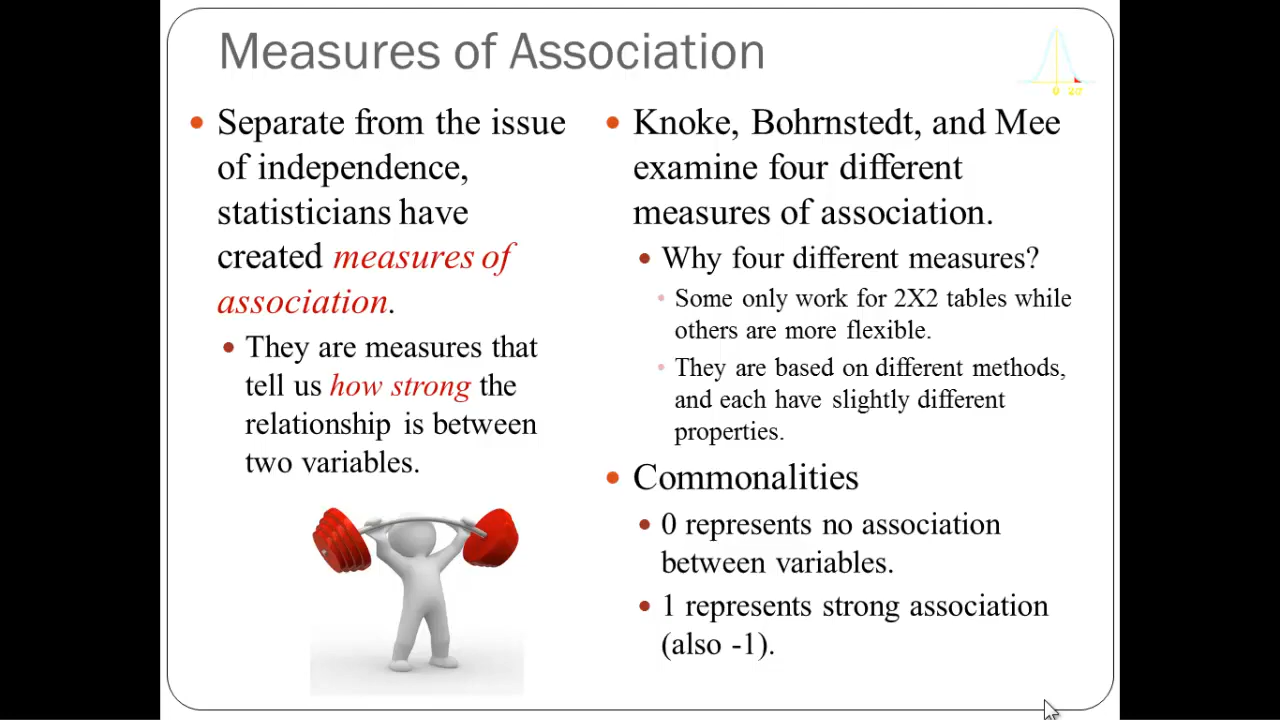 Measures of Association
Separate from the issue
of independence,
statisticians have
created measures of
association.
They are measures that
tell us how strong the
relationship is between
two variables.
Knoke, Bohrnstedt, and Mee
examine four different
measures of association.
Why four different measures?
Some only work for 2X2 tables while
others are more flexible.
They are based on different methods,
and each have slightly different
properties.
Commonalities
0 represents no association
between variables.
1 represents strong association
(also -1).
0 2σ